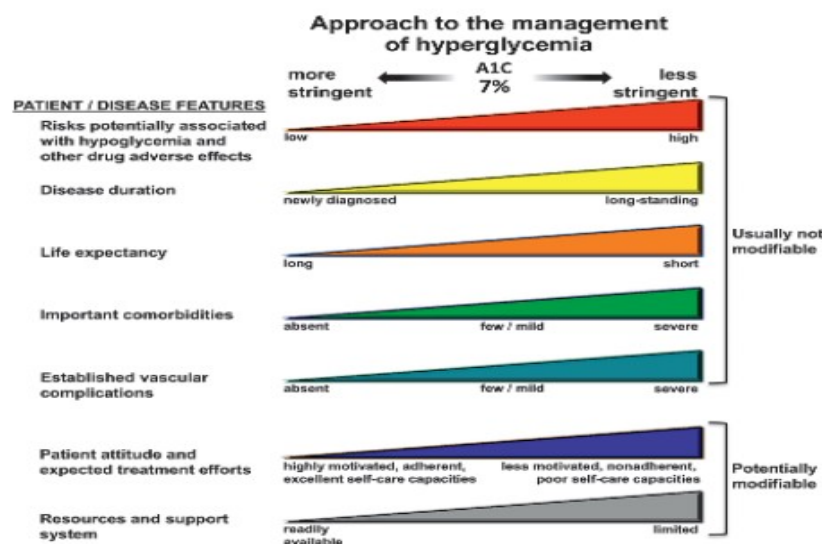 Approach to the management
of hyperglycemia
more
stringent
A1C
7%
less
stringent
PATIENT / DISEASE FEATURES
Risks potentially associated
with hypoglycemia and
other drug adverse effects
low
high
Disease duration
newly diagnosed
long-standing
Life expectancy
long
short
Important comorbidities
absent
few / mild
severe
Established vascular
complications
absent
few / mild
severe
Usually not
modifiable
Patient attitude and
expected treatment efforts
highly motivated, adherent,
excellent self-care capacities
less motivated, nonadherent,
poor self-care capacities
Resources and support
system
readily
available
limited
Potentially
modifiable